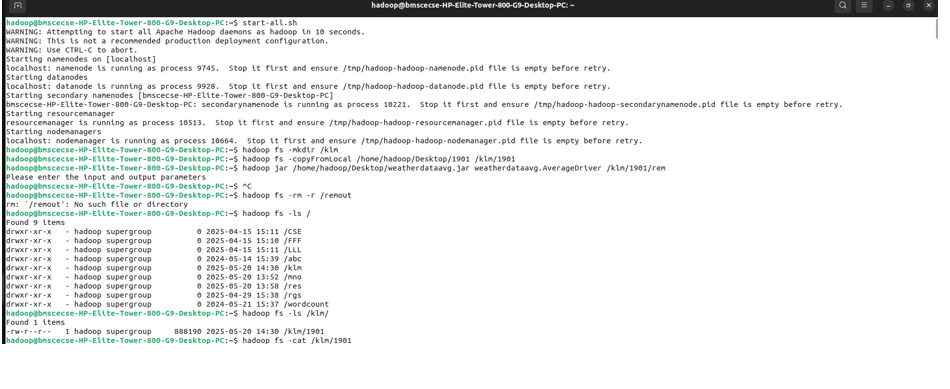 hadoop@bmscecse-HP-Elite-Tower-800-G9-Desktop-PC: ~
hadoop@bmscecse-HP-Elite-Tower-800-G9-Desktop-PC:~$ start-all.sh
WARNING: Attempting to start all Apache Hadoop daemons as hadoop in 10 seconds.
WARNING: This is not a recommended production deployment configuration.
WARNING: Use CTRL-C to abort.
Starting namenodes on [localhost]
localhost: namenode is running as process 9745.  Stop it first and ensure /tmp/hadoop-hadoop-namenode.pid file is empty before retry.
Starting datanodes
localhost: datanode is running as process 9928.  Stop it first and ensure /tmp/hadoop-hadoop-datanode.pid file is empty before retry.
Starting secondary namenodes [bmscecse-HP-Elite-Tower-800-G9-Desktop-PC]
bmscecse-HP-Elite-Tower-800-G9-Desktop-PC: secondarynamenode is running as process 10221.  Stop it first and ensure /tmp/hadoop-hadoop-secondarynamenode.pid file is empty before retry.
Starting resourcemanager
resourcemanager is running as process 10513.  Stop it first and ensure /tmp/hadoop-hadoop-resourcemanager.pid file is empty before retry.
Starting nodemanagers
localhost: nodemanager is running as process 10664.  Stop it first and ensure /tmp/hadoop-hadoop-nodemanager.pid file is empty before retry.
hadoop@bmscecse-HP-Elite-Tower-800-G9-Desktop-PC:~$ hadoop fs -mkdir /klm
hadoop@bmscecse-HP-Elite-Tower-800-G9-Desktop-PC:~$ hadoop fs -copyFromLocal /home/hadoop/Desktop/1901 /klm/1901
hadoop@bmscecse-HP-Elite-Tower-800-G9-Desktop-PC:~$ hadoop jar /home/hadoop/Desktop/weatherdataavg.jar weatherdataavg.AverageDriver /klm/1901/rem
Please enter the input and output parameters
hadoop@bmscecse-HP-Elite-Tower-800-G9-Desktop-PC:~$ ^C
hadoop@bmscecse-HP-Elite-Tower-800-G9-Desktop-PC:~$ hadoop fs -rm -r /remout
rm: `/remout': No such file or directory
hadoop@bmscecse-HP-Elite-Tower-800-G9-Desktop-PC:~$ hadoop fs -ls /
Found 9 items
drwxr-xr-x   - hadoop supergroup          0 2025-04-15 15:11 /CSE
drwxr-xr-x   - hadoop supergroup          0 2025-04-15 15:10 /FFF
drwxr-xr-x   - hadoop supergroup          0 2025-04-15 15:11 /LLL
drwxr-xr-x   - hadoop supergroup          0 2024-05-14 15:39 /abc
drwxr-xr-x   - hadoop supergroup          0 2025-05-20 14:30 /klm
drwxr-xr-x   - hadoop supergroup          0 2025-05-20 13:52 /mno
drwxr-xr-x   - hadoop supergroup          0 2025-05-20 13:58 /res
drwxr-xr-x   - hadoop supergroup          0 2025-04-29 15:38 /rgs
drwxr-xr-x   - hadoop supergroup          0 2024-05-21 15:37 /wordcount
hadoop@bmscecse-HP-Elite-Tower-800-G9-Desktop-PC:~$ hadoop fs -ls /klm/
Found 1 items
-rw-r--r--   1 hadoop supergroup     888190 2025-05-20 14:30 /klm/1901
hadoop@bmscecse-HP-Elite-Tower-800-G9-Desktop-PC:~$ hadoop fs -cat /klm/1901